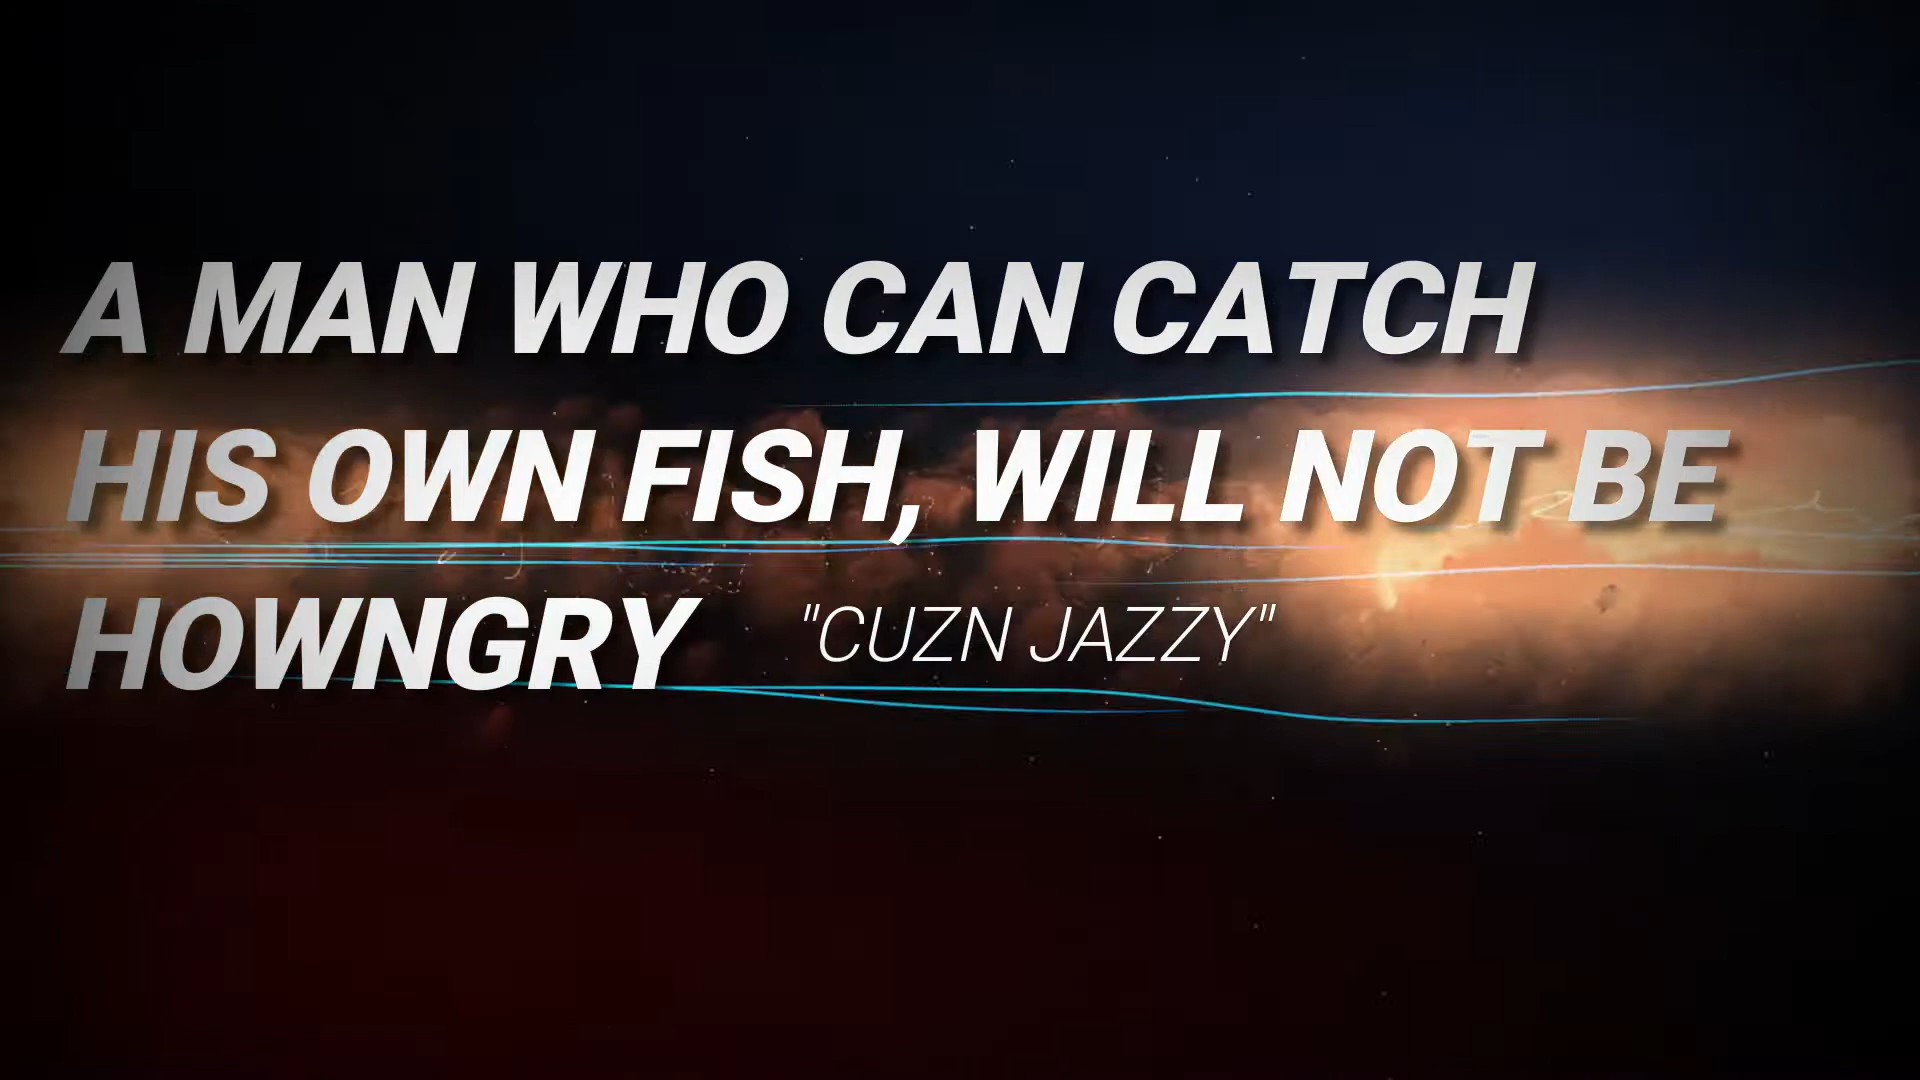 A MAN WHO CAN CATCH
HIS OWN FISH, WILL NOT BE
HOWNGRY "CUZN JAZZY"